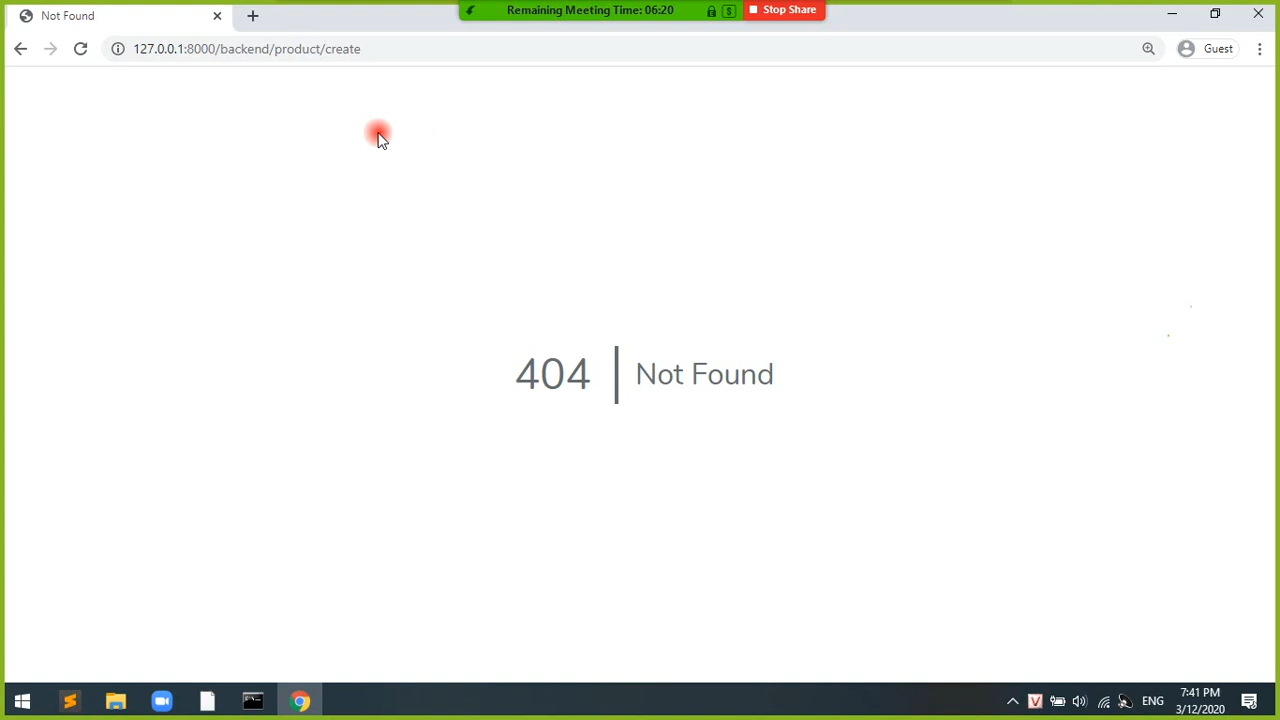 Not Found
Remaining Meeting Time: 06:20
Stop Share
127.0.0.1:8000/backend/product/create
Guest
404
Not Found
ENG
7:41 PM
3/12/2020